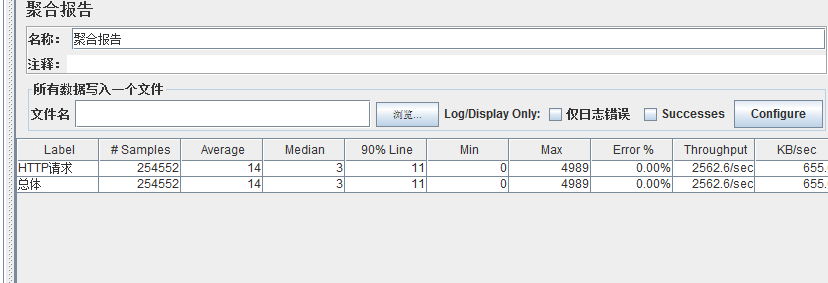 聚合报告
名称： 聚合报告
注释：
所有数据写入一个文件
文件名 浏览... Log/Display Only: 仅日志错误 Successes Configure
Label # Samples Average Median 90% Line Min Max Error % Throughput KB/sec
HTTP请求 254552 14 3 11 0 4989 0.00% 2562.6/sec 655.
总体 254552 14 3 11 0 4989 0.00% 2562.6/sec 655.